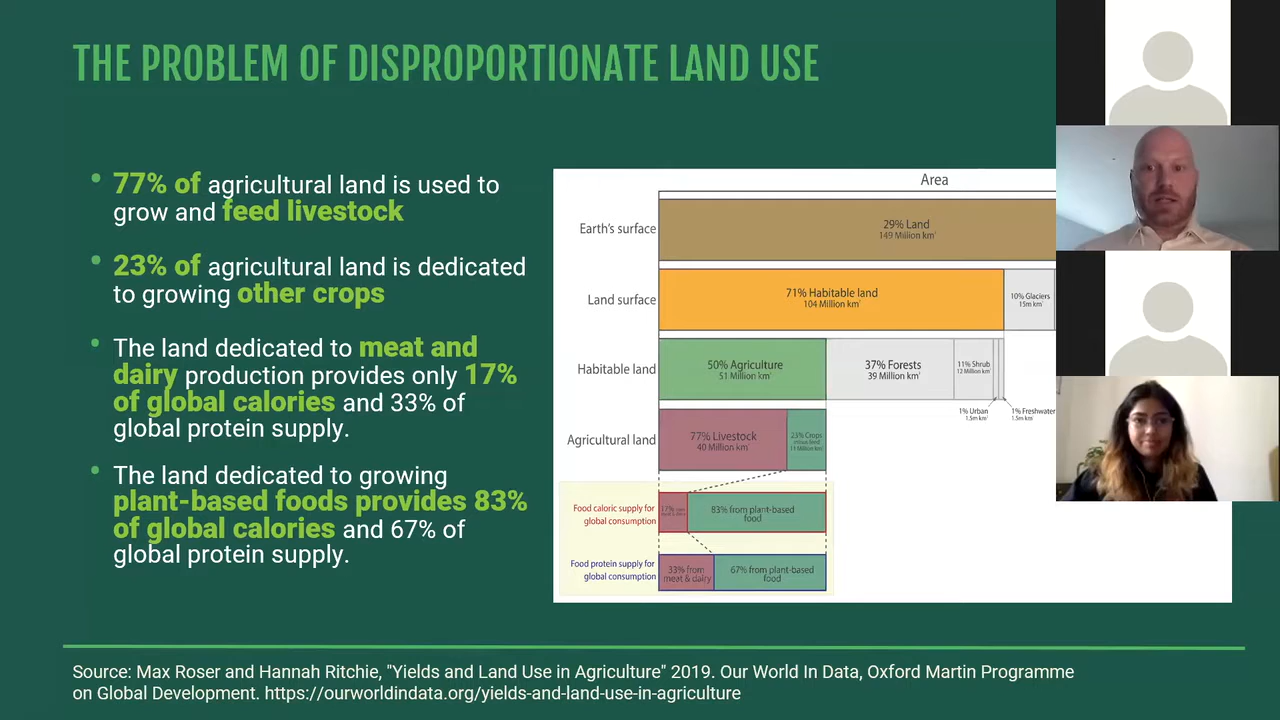 THE PROBLEM OF DISPROPORTIONATE LAND USE
77% of agricultural land is used to
grow and feed livestock
23% of agricultural land is dedicated
to growing other crops
The land dedicated to meat and
dairy production provides only 17%
of global calories and 33% of
global protein supply.
The land dedicated to growing
plant-based foods provides 83%
of global calories and 67% of
global protein supply.
Area
Earth's surface
29% Land
149 Million km²
Land surface
71% Habitable land
104 Million km²
10% Glaciers
15m km²
Habitable land
50% Agriculture
51 Million km²
37% Forests
39 Million km²
11% Shrub
12 Million km²
1% Urban
1.5m km²
1% Freshwater
1.5m km²
Agricultural land
77% Livestock
40 Million km²
23% Crops
11 Million km²
Food caloric supply for
global consumption
17%
83% from plant-based
food
Food protein supply for
global consumption
33% from
meat & dairy
67% from plant-based
food
Source: Max Roser and Hannah Ritchie, "Yields and Land Use in Agriculture" 2019. Our World In Data, Oxford Martin Programme
on Global Development. https://ourworldindata.org/yields-and-land-use-in-agriculture